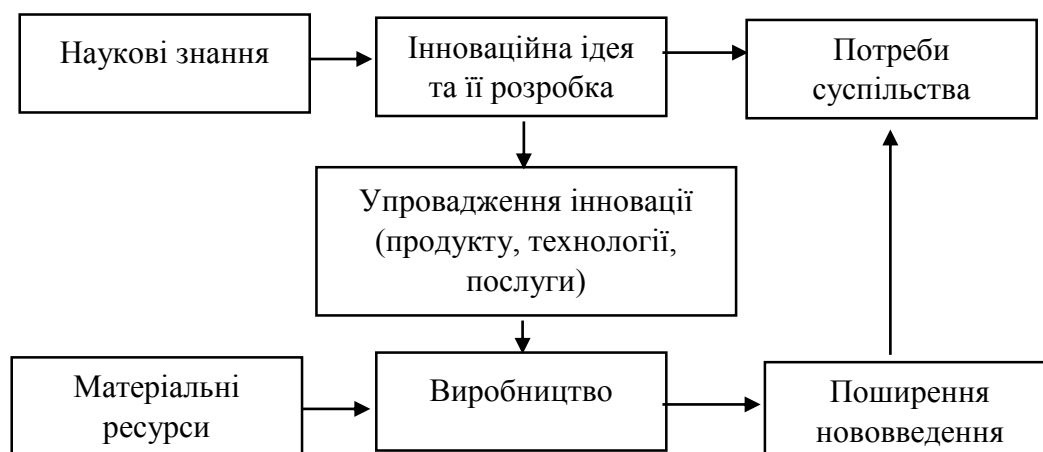 Наукові знання
Інноваційна ідея
та її розробка
Потреби
суспільства
Упровадження інновації
(продукту, технології,
послуги)
Матеріальні
ресурси
Виробництво
Поширення
нововведення